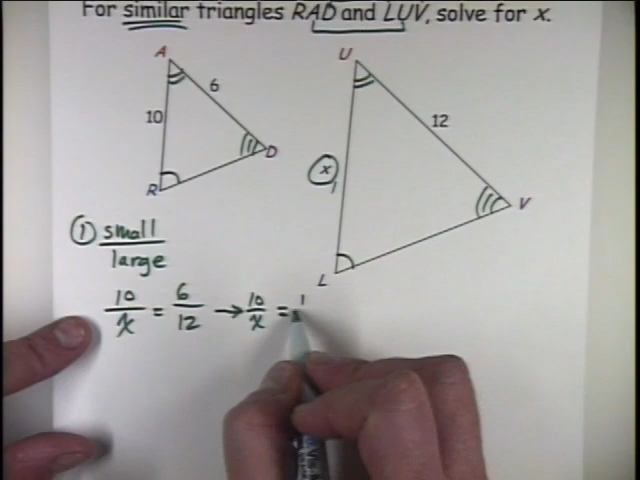 For similar triangles RAD and LUV, solve for x.
A
U
6
10
12
D
x
R
V
L
① small
large
10/x = 6/12 → 10/x = 1